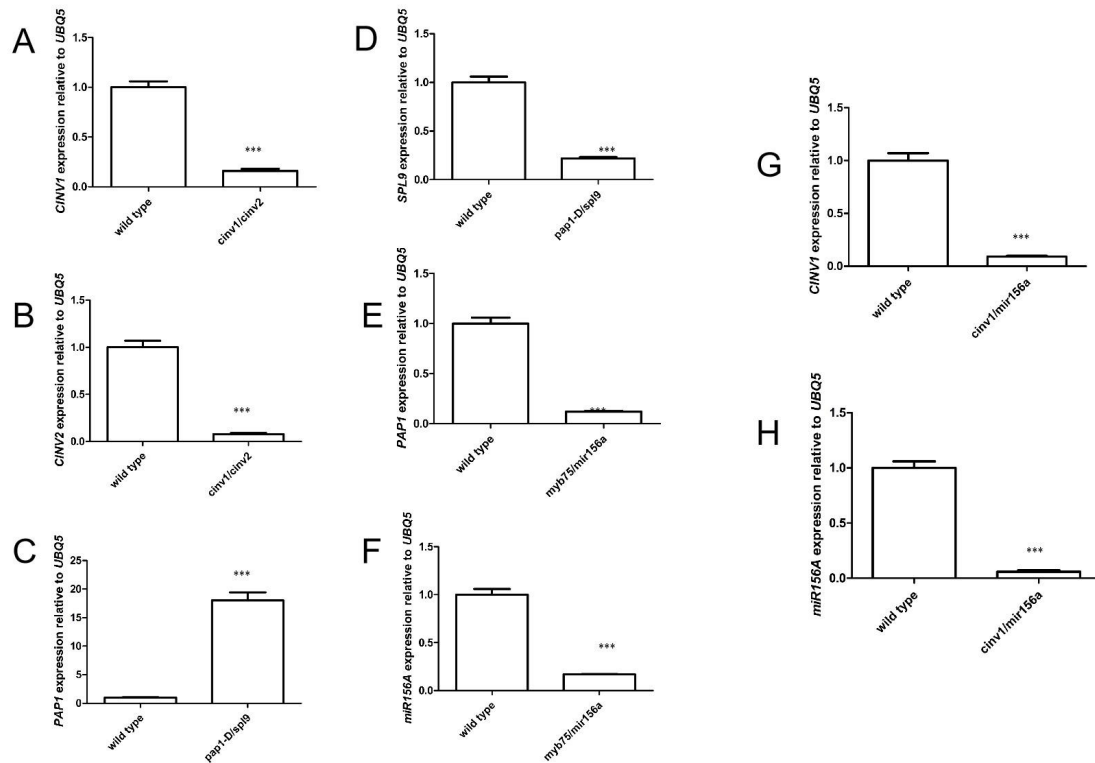 A
CINV1 expression relative to UBQ5
1.5
1.0
0.5
0.0
***
wild type
cinv1/cinv2
B
CINV2 expression relative to UBQ5
1.5
1.0
0.5
0.0
***
wild type
cinv1/cinv2
C
PAP1 expression relative to UBQ5
25
20
15
10
5
0
***
wild type
pap1-D/spl9
D
SPL9 expression relative to UBQ5
1.5
1.0
0.5
0.0
***
wild type
pap1-D/spl9
E
PAP1 expression relative to UBQ5
1.5
1.0
0.5
0.0
***
wild type
myb75/mir156a
F
miR156A expression relative to UBQ5
1.5
1.0
0.5
0.0
***
wild type
myb75/mir156a
G
CINV1 expression relative to UBQ5
1.5
1.0
0.5
0.0
***
wild type
cinv1/mir156a
H
miR156A expression relative to UBQ5
1.5
1.0
0.5
0.0
***
wild type
cinv1/mir156a